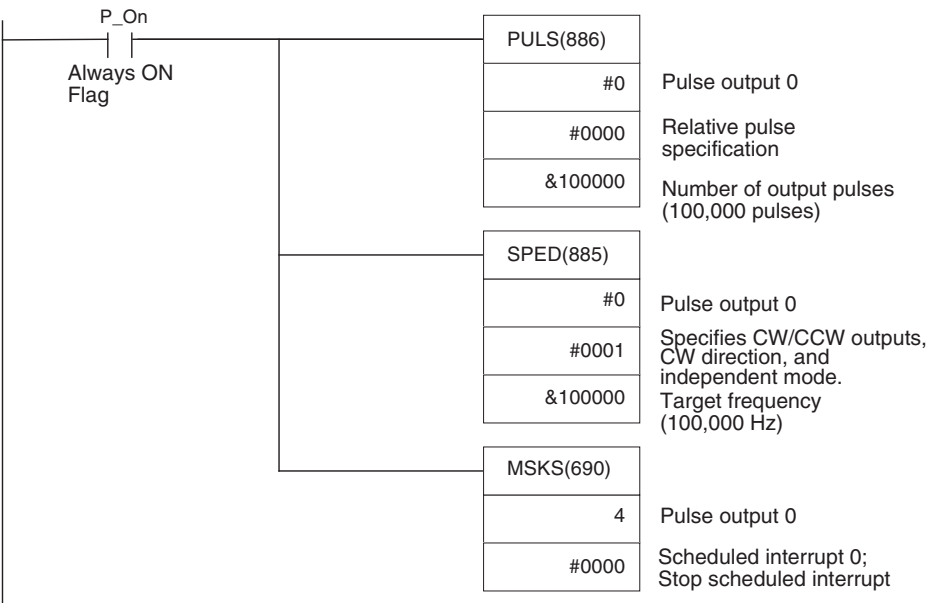 P_On
Always ON
Flag
PULS(886)
#0
Pulse output 0
#0000
Relative pulse
specification
&100000
Number of output pulses
(100,000 pulses)
SPED(885)
#0
Pulse output 0
#0001
Specifies CW/CCW outputs,
CW direction, and
independent mode.
&100000
Target frequency
(100,000 Hz)
MSKS(690)
4
Pulse output 0
#0000
Scheduled interrupt 0;
Stop scheduled interrupt